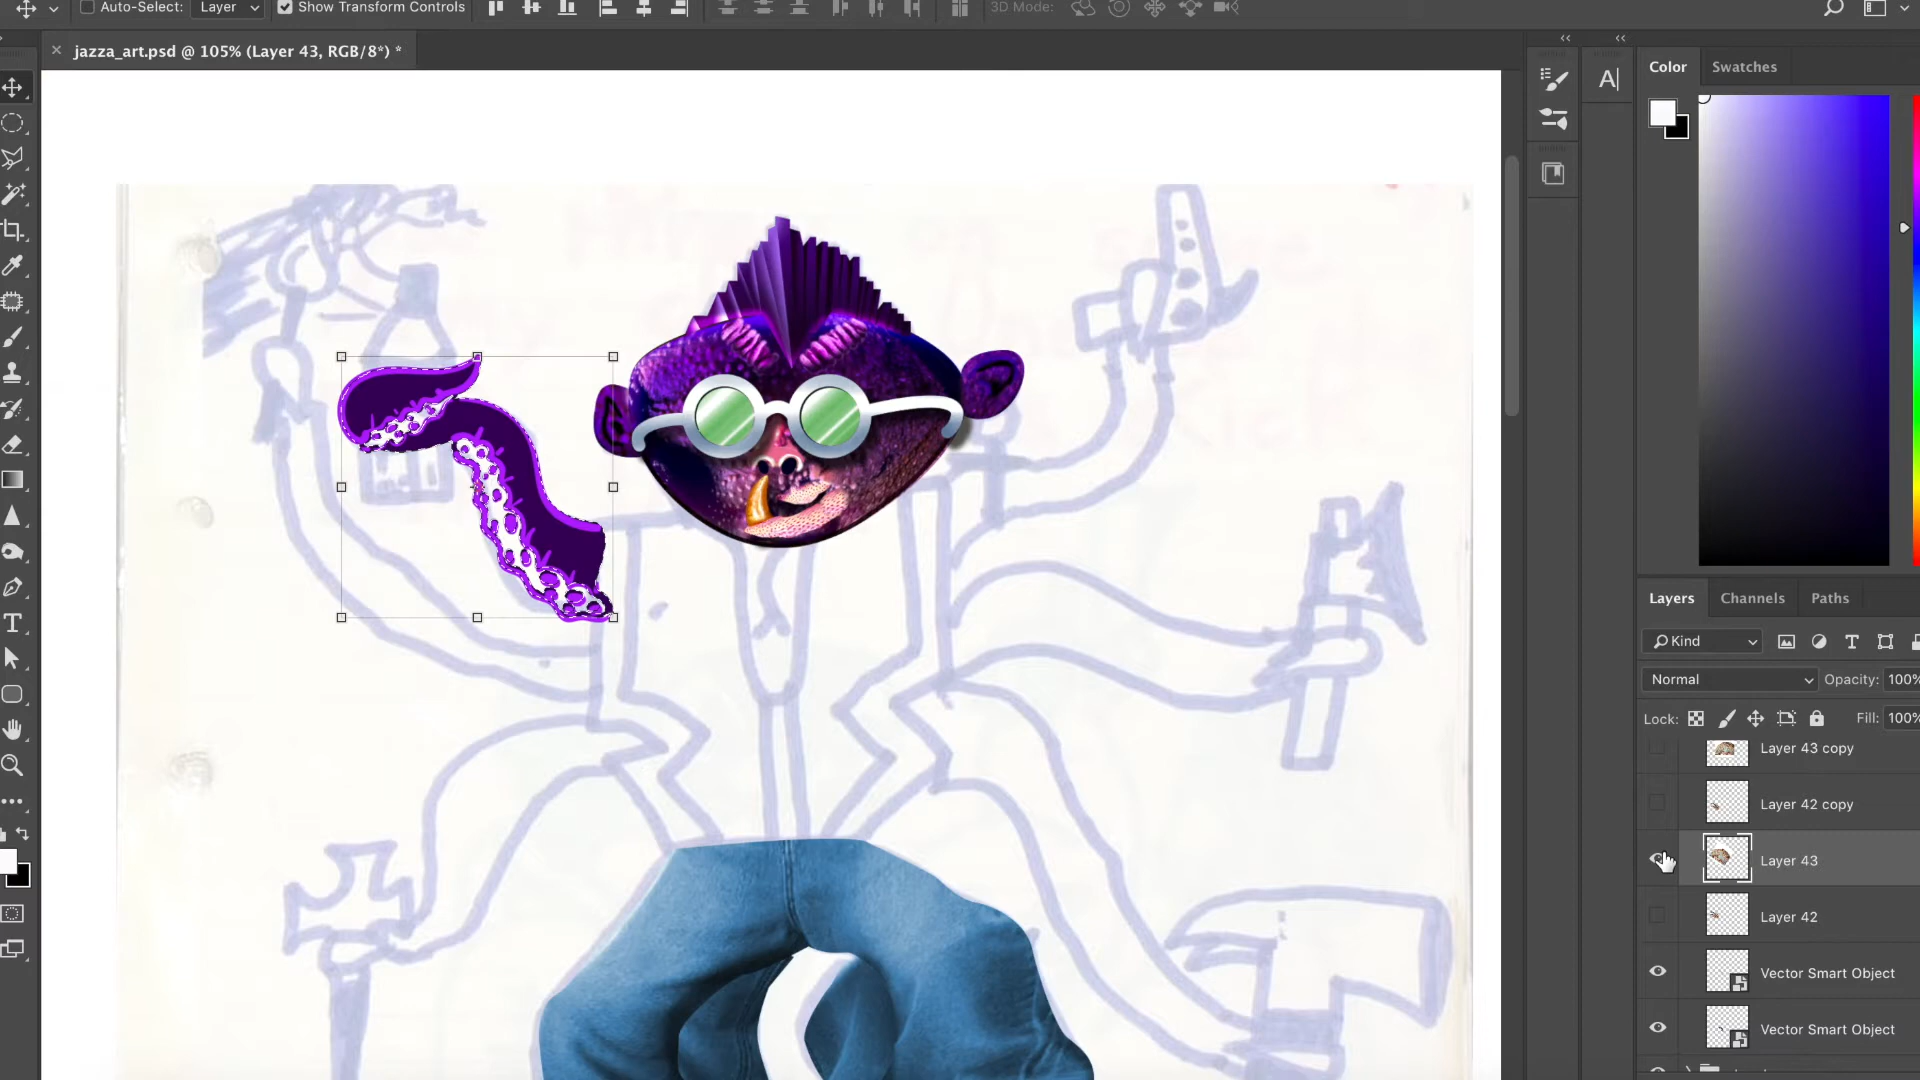 Auto-Select: Layer Show Transform Controls 3D Mode:
× jazza_art.psd @ 105% (Layer 43, RGB/8*) *
A|
Color Swatches
Layers Channels Paths
Kind T
Normal Opacity: 100%
Lock: Fill: 100%
Layer 43 copy
Layer 42 copy
Layer 43
Layer 42
Vector Smart Object
Vector Smart Object
T